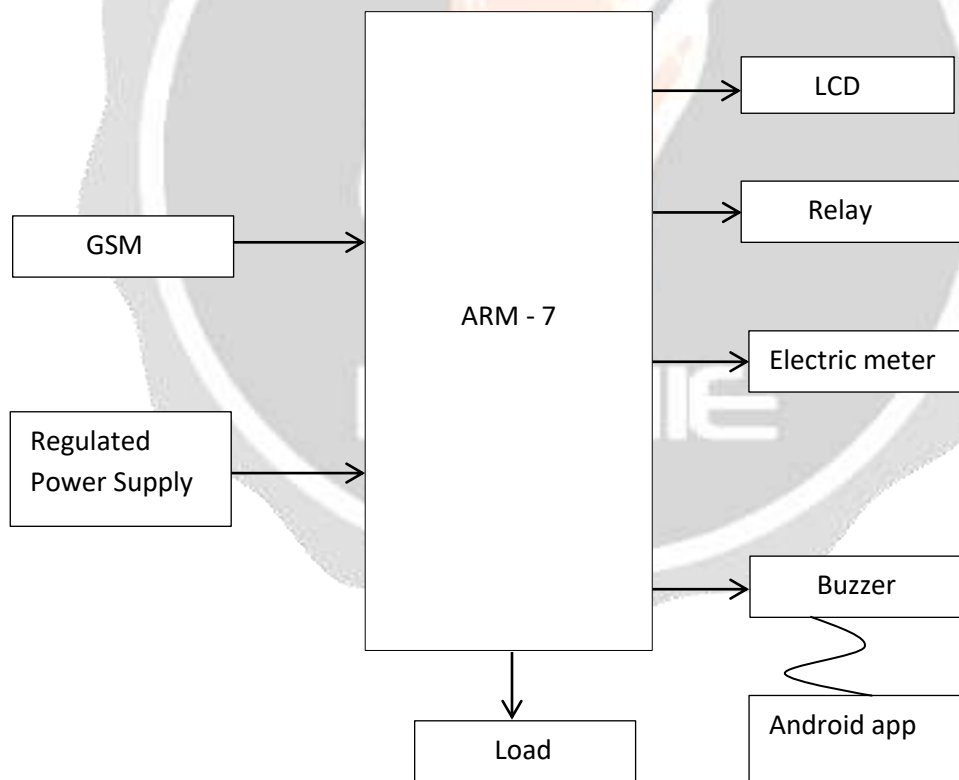 LCD
Relay
GSM
ARM - 7
Electric meter
Regulated
Power Supply
Buzzer
Android app
Load